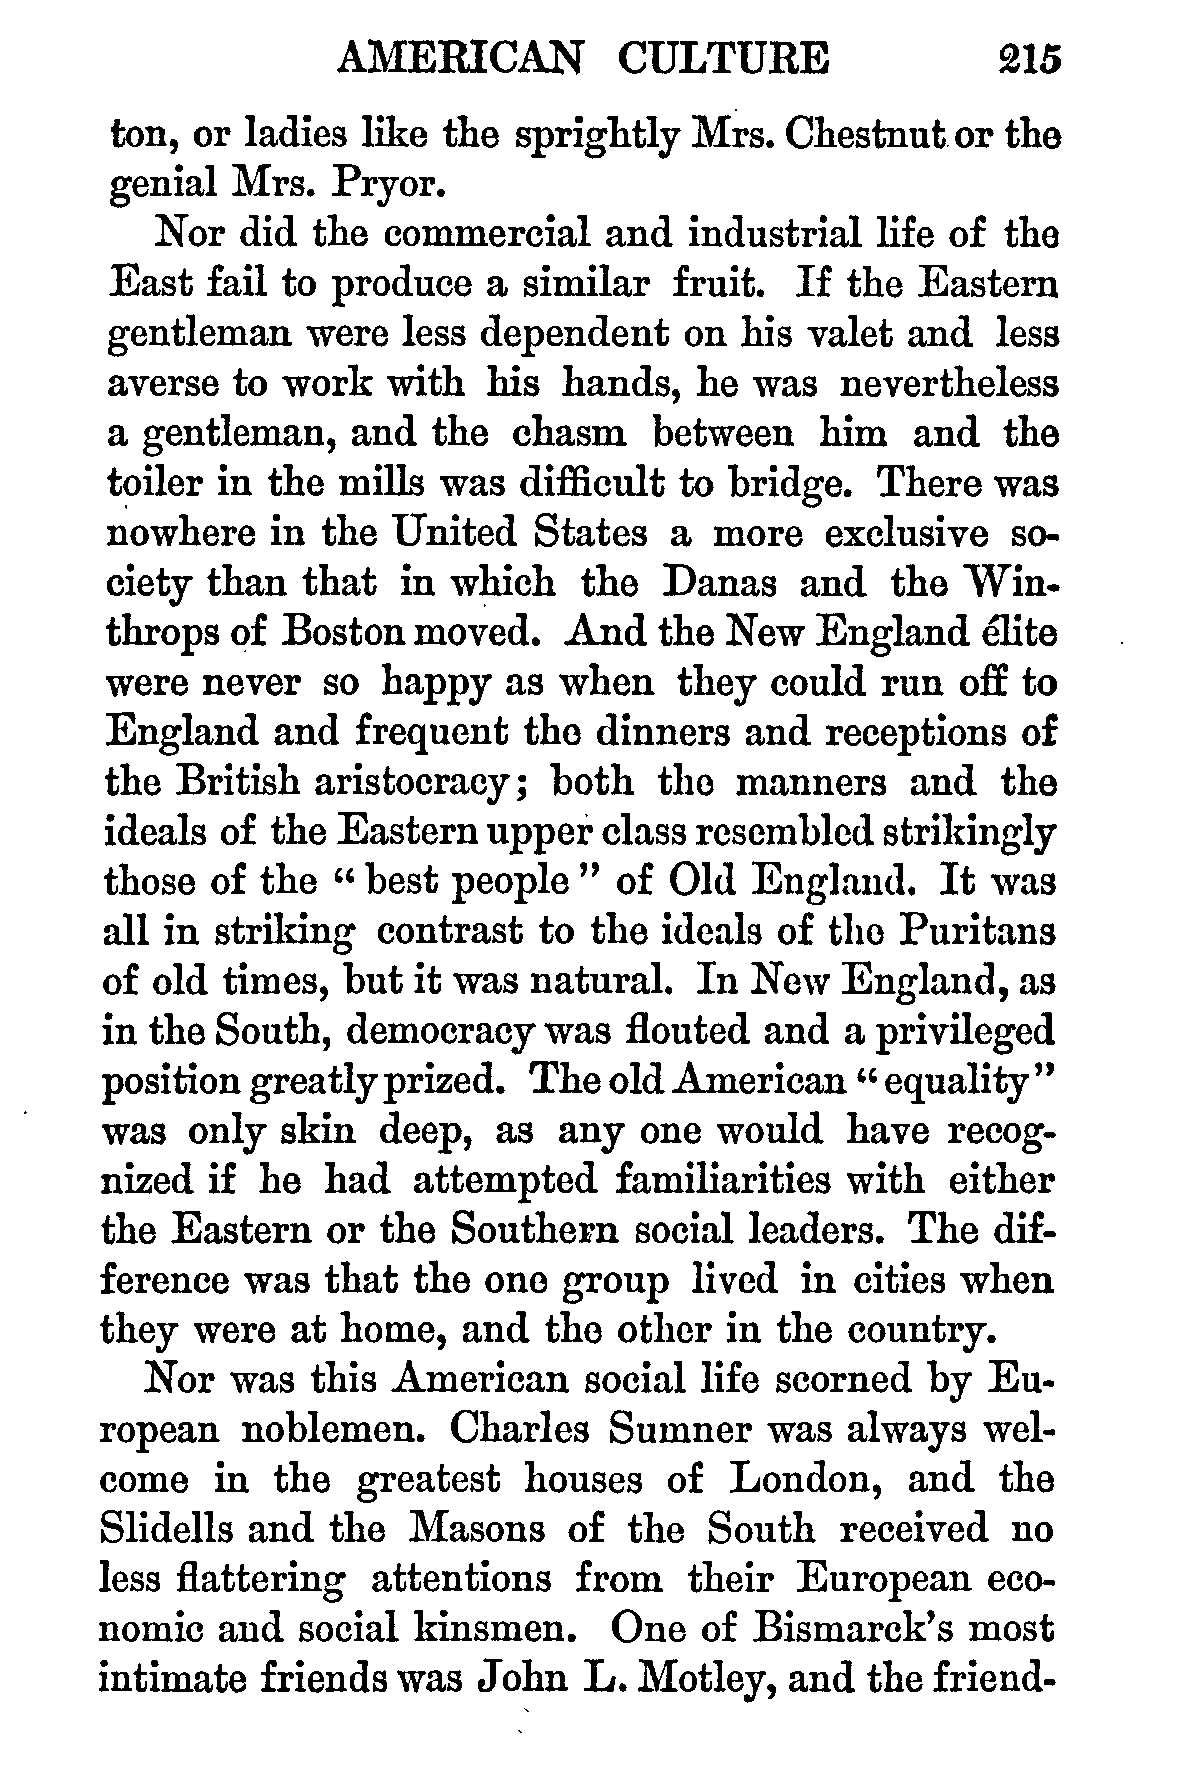 AMERICAN CULTURE 215
ton, or ladies like the sprightly Mrs. Chestnut or the
genial Mrs. Pryor.
Nor did the commercial and industrial life of the
East fail to produce a similar fruit. If the Eastern
gentleman were less dependent on his valet and less
averse to work with his hands, he was nevertheless
a gentleman, and the chasm between him and the
toiler in the mills was difficult to bridge. There was
nowhere in the United States a more exclusive so-
ciety than that in which the Danas and the Win-
throps of Boston moved. And the New England élite
were never so happy as when they could run off to
England and frequent the dinners and receptions of
the British aristocracy; both the manners and the
ideals of the Eastern upper class resembled strikingly
those of the “best people” of Old England. It was
all in striking contrast to the ideals of the Puritans
of old times, but it was natural. In New England, as
in the South, democracy was flouted and a privileged
position greatly prized. The old American “equality”
was only skin deep, as any one would have recog-
nized if he had attempted familiarities with either
the Eastern or the Southern social leaders. The dif-
ference was that the one group lived in cities when
they were at home, and the other in the country.
Nor was this American social life scorned by Eu-
ropean noblemen. Charles Sumner was always wel-
come in the greatest houses of London, and the
Slidells and the Masons of the South received no
less flattering attentions from their European eco-
nomic and social kinsmen. One of Bismarck's most
intimate friends was John L. Motley, and the friend-